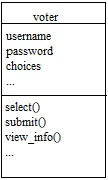 voter
username
password
choices
...
select()
submit()
view_info()
...